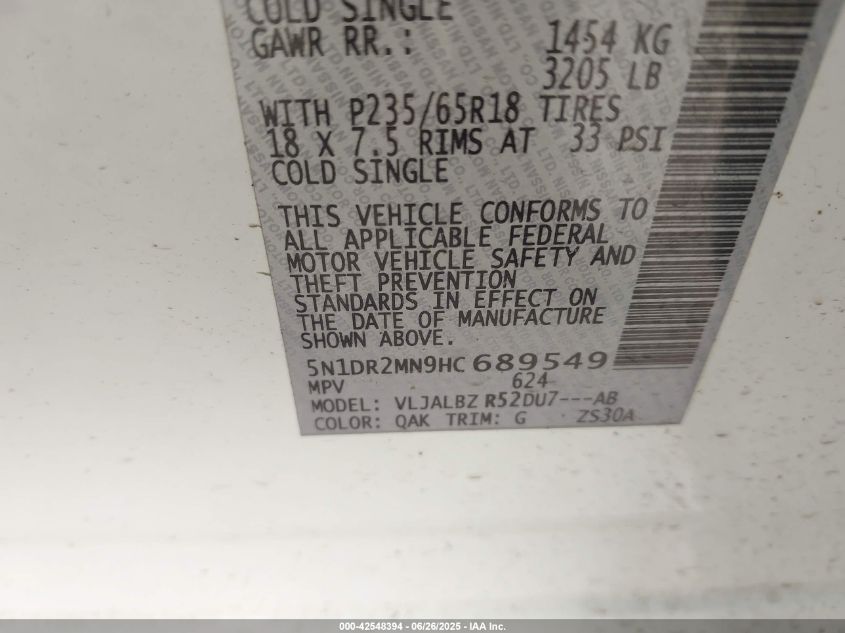 COLD SINGLE
GAWR RR.: 1454 KG
3205 LB
WITH P235/65R18 TIRES
18 X 7.5 RIMS AT 33 PSI
COLD SINGLE
THIS VEHICLE CONFORMS TO
ALL APPLICABLE FEDERAL
MOTOR VEHICLE SAFETY AND
THEFT PREVENTION
STANDARDS IN EFFECT ON
THE DATE OF MANUFACTURE
SHOWN ABOVE.
5N1DR2MN9HC689549
MPV 624
MODEL: VLJALBZ R52DU7---AB
COLOR: QAK TRIM: G ZS30A
000-42548394 - 06/26/2025 - IAA Inc.